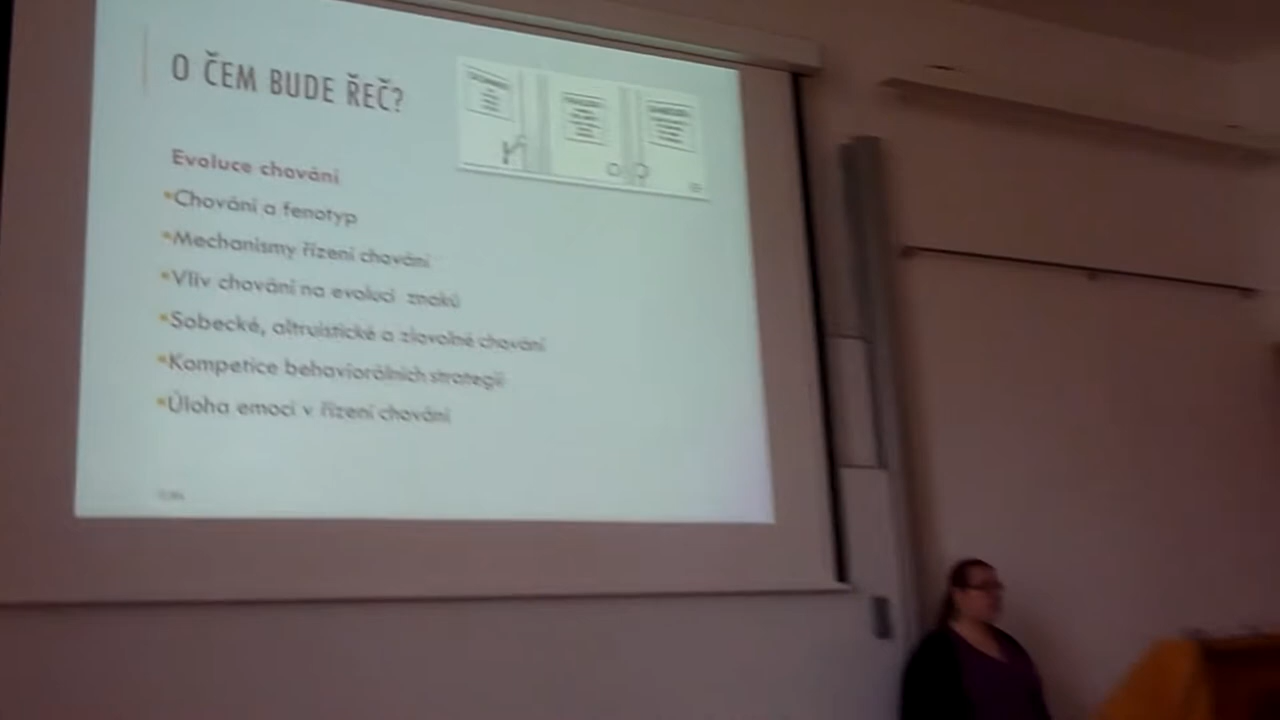 O ČEM BUDE ŘEČ?
Evoluce chování
•Chování a fenotyp
•Mechanismy řízení chování
•Vliv chování na evoluci znaků
•Sobecké, altruistické a zlovolné chování
•Kompetice behaviorálních strategií
•Úloha emocí v řízení chování